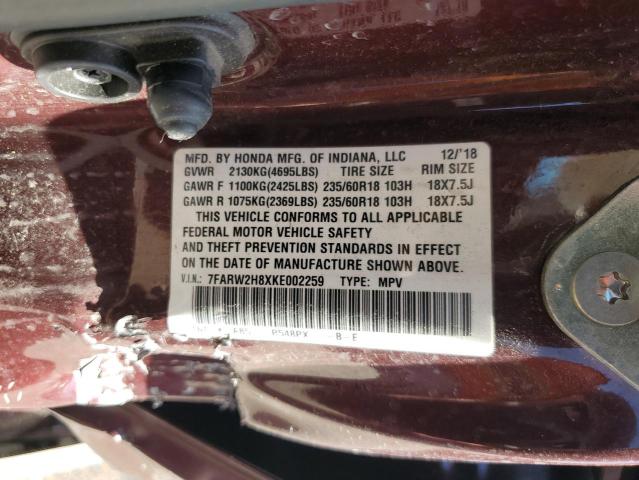 MFD. BY HONDA MFG. OF INDIANA, LLC 12/'18
GVWR 2130KG(4695LBS) TIRE SIZE RIM SIZE
GAWR F 1100KG(2425LBS) 235/60R18 103H 18X7.5J
GAWR R 1075KG(2369LBS) 235/60R18 103H 18X7.5J
THIS VEHICLE CONFORMS TO ALL APPLICABLE
FEDERAL MOTOR VEHICLE SAFETY
AND THEFT PREVENTION STANDARDS IN EFFECT
ON DATE OF MANUFACTURE SHOWN ABOVE.
V.I.N.: 7FARW2H8XKE002259 TYPE: MPV
R548PX -B-E